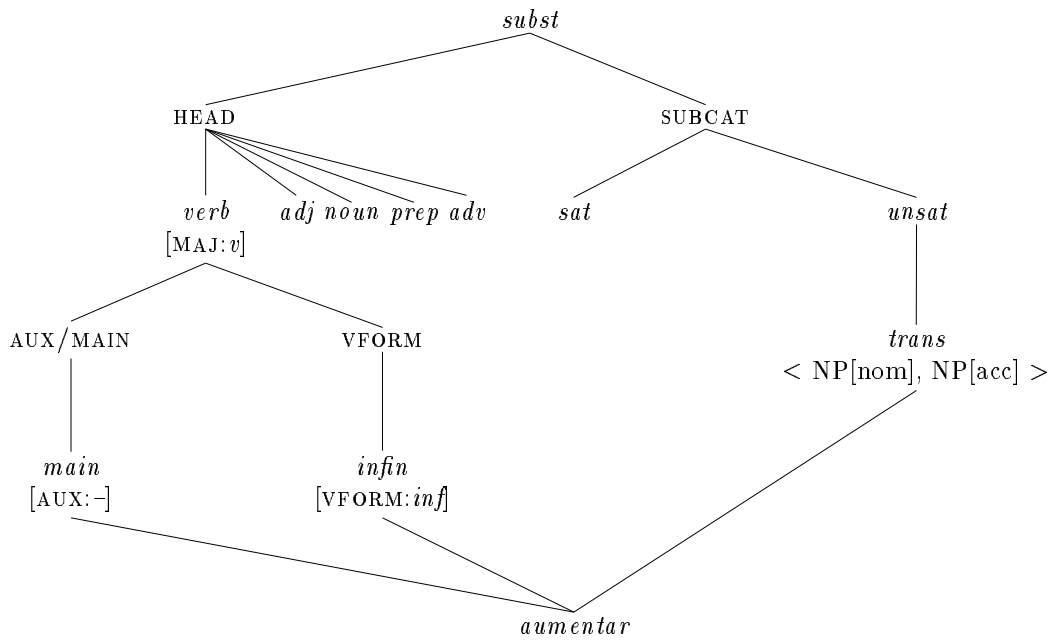 subst
HEAD SUBCAT
verb adj noun prep adv sat unsat
[MAJ:v]
AUX/MAIN VFORM trans
< NP[nom], NP[acc] >
main infin
[AUX:−] [VFORM:inf]
aumentar